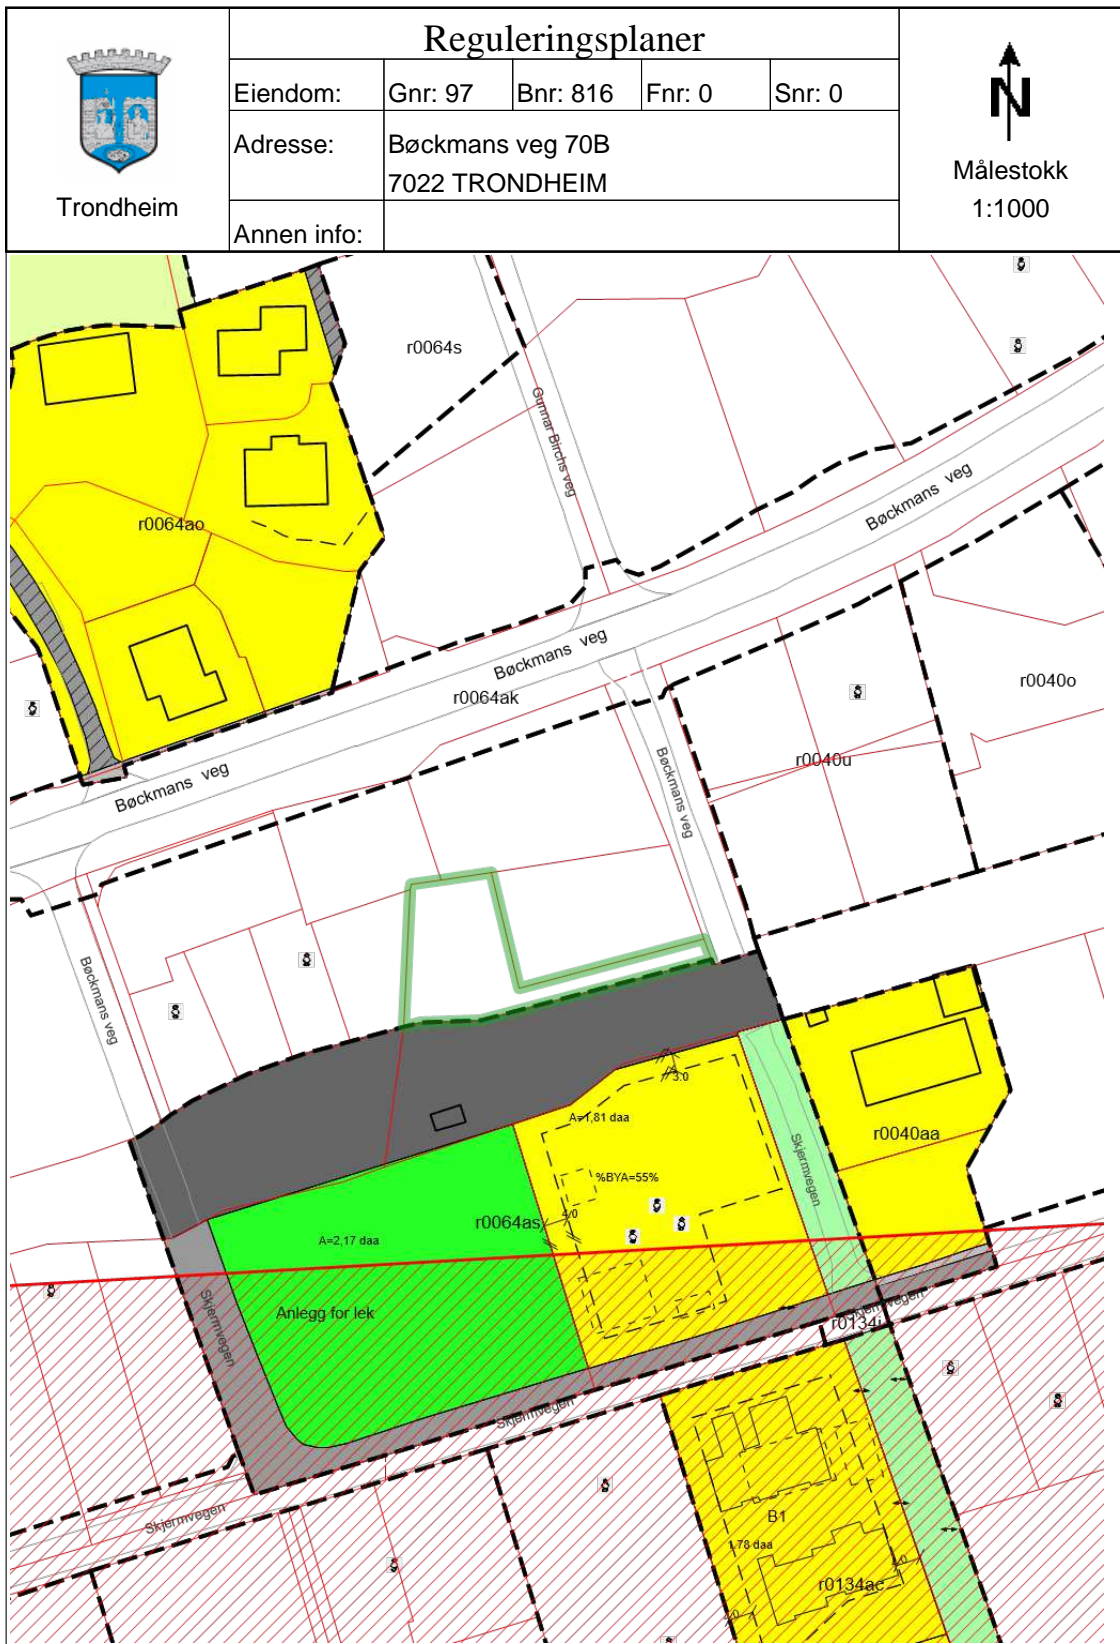 Reguleringsplaner
Trondheim
Eiendom: Gnr: 97 Bnr: 816 Fnr: 0 Snr: 0
Adresse: Bøckmans veg 70B
7022 TRONDHEIM
Annen info:
N
Målestokk
1:1000
r0064s
Gunnar Birchs veg
Bøckmans veg
r0064ao
Bøckmans veg
r0064ak
r0040o
Bøckmans veg
r0040u
Bøckmans veg
Bøckmans veg
3.0
A=1,81 daa
r0040aa
Skjermvegen
%BYA=55%
4.0
r0064as
A=2,17 daa
Anlegg for lek
Skjermvegen
Skjermvegen
r0134i
Skjermvegen
Skjermvegen
B1
1,78 daa
r0134ae